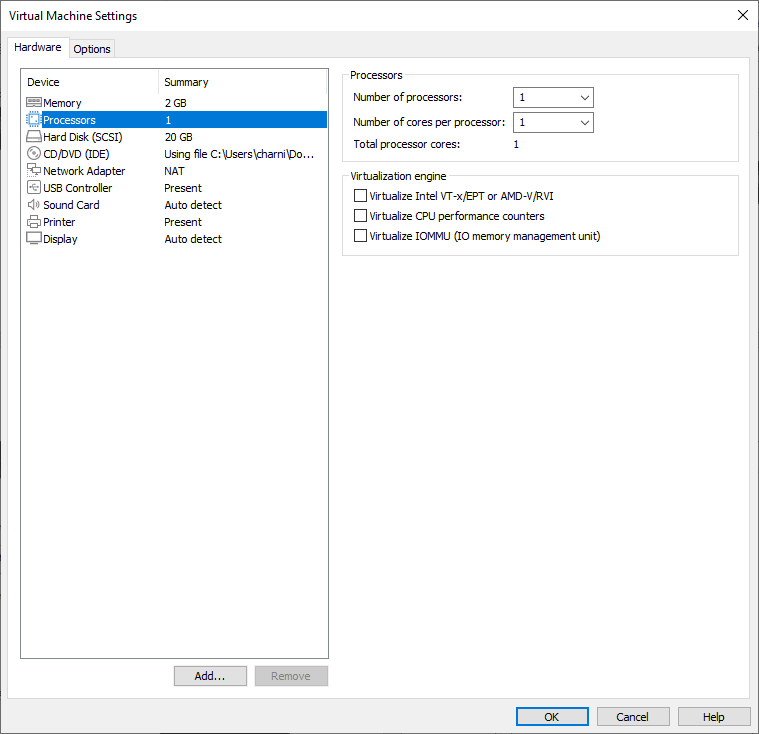 Virtual Machine Settings
Hardware Options
Device Summary
Memory 2 GB
Processors 1
Hard Disk (SCSI) 20 GB
CD/DVD (IDE) Using file C:\Users\charni\Do...
Network Adapter NAT
USB Controller Present
Sound Card Auto detect
Printer Present
Display Auto detect
Add... Remove
Processors
Number of processors: 1
Number of cores per processor: 1
Total processor cores: 1
Virtualization engine
Virtualize Intel VT-x/EPT or AMD-V/RVI
Virtualize CPU performance counters
Virtualize IOMMU (IO memory management unit)
OK Cancel Help